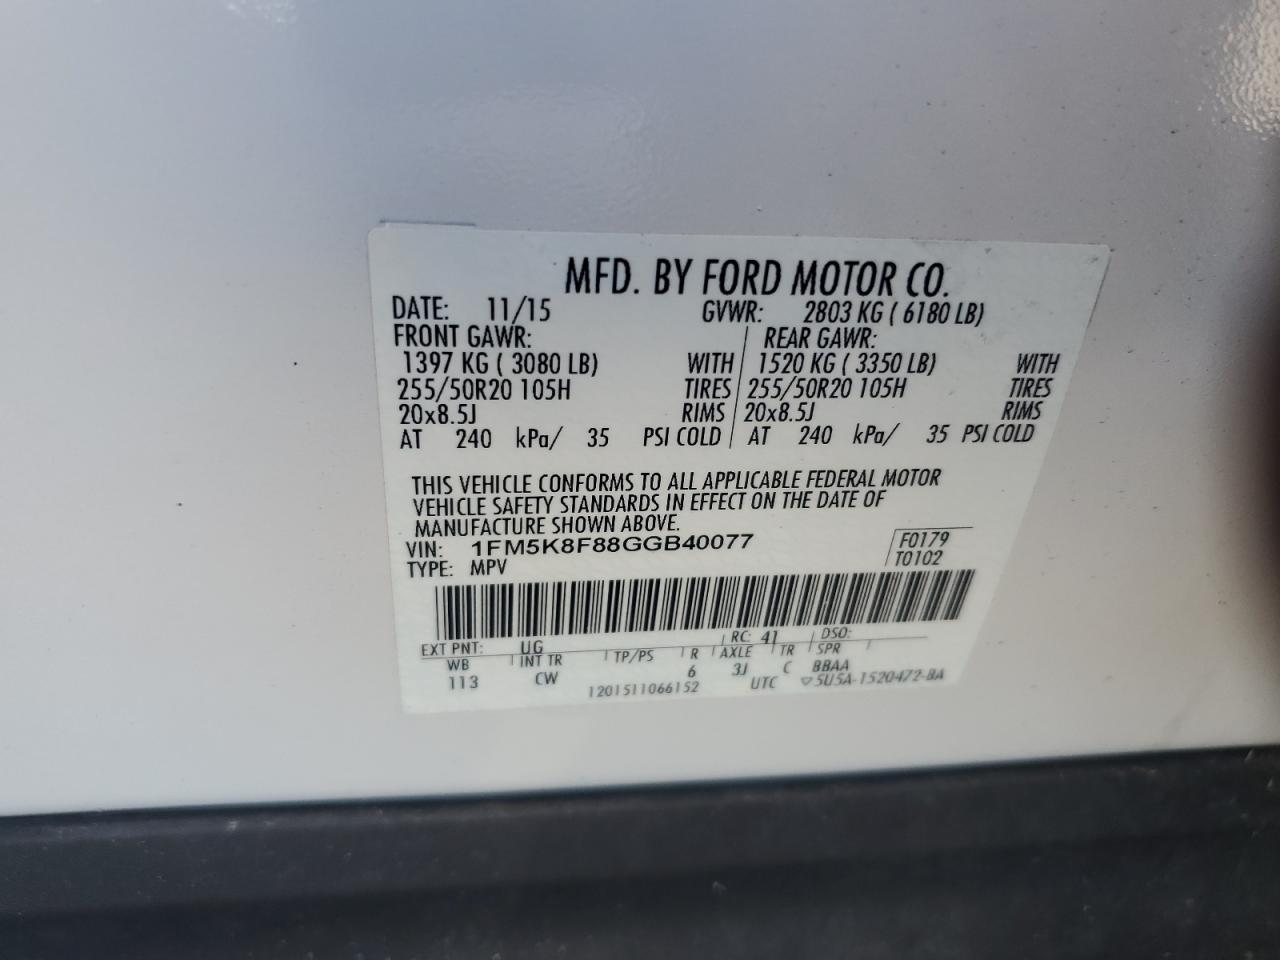 MFD. BY FORD MOTOR CO.
DATE: 11/15 GVWR: 2803 KG ( 6180 LB)
FRONT GAWR: REAR GAWR:
1397 KG ( 3080 LB) WITH 1520 KG ( 3350 LB) WITH
255/50R20 105H TIRES 255/50R20 105H TIRES
20x8.5J RIMS 20x8.5J RIMS
AT 240 kPa/ 35 PSI COLD AT 240 kPa/ 35 PSI COLD
THIS VEHICLE CONFORMS TO ALL APPLICABLE FEDERAL MOTOR
VEHICLE SAFETY STANDARDS IN EFFECT ON THE DATE OF
MANUFACTURE SHOWN ABOVE.
VIN: 1FM5K8F88GGB40077 F0179
TYPE: MPV T0102
EXT PNT: UG RC: 41 DSO:
WB INT TR TP/PS R AXLE TR SPR
113 CW 6 3J C BBAA
1201511066152 UTC ▽5U5A-1520472-BA